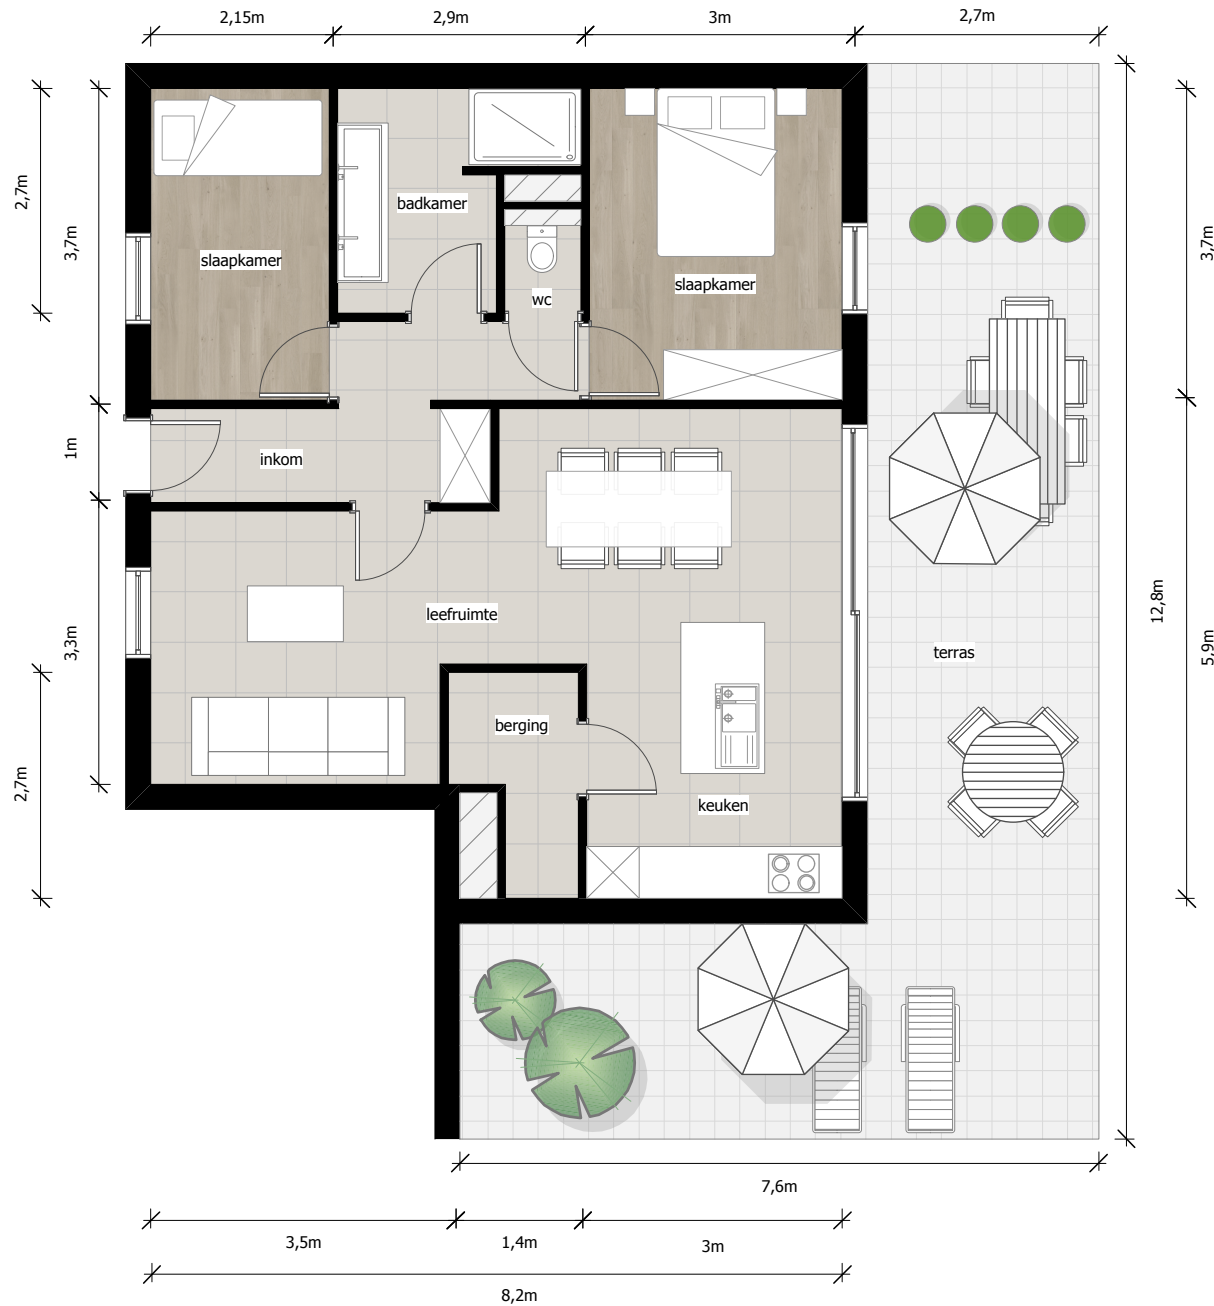 2,15m
2,9m
3m
2,7m
2,7m
3,7m
3,7m
badkamer
slaapkamer
slaapkamer
wc
1m
inkom
12,8m
leefruimte
3,3m
5,9m
terras
berging
2,7m
keuken
7,6m
3,5m
1,4m
3m
8,2m